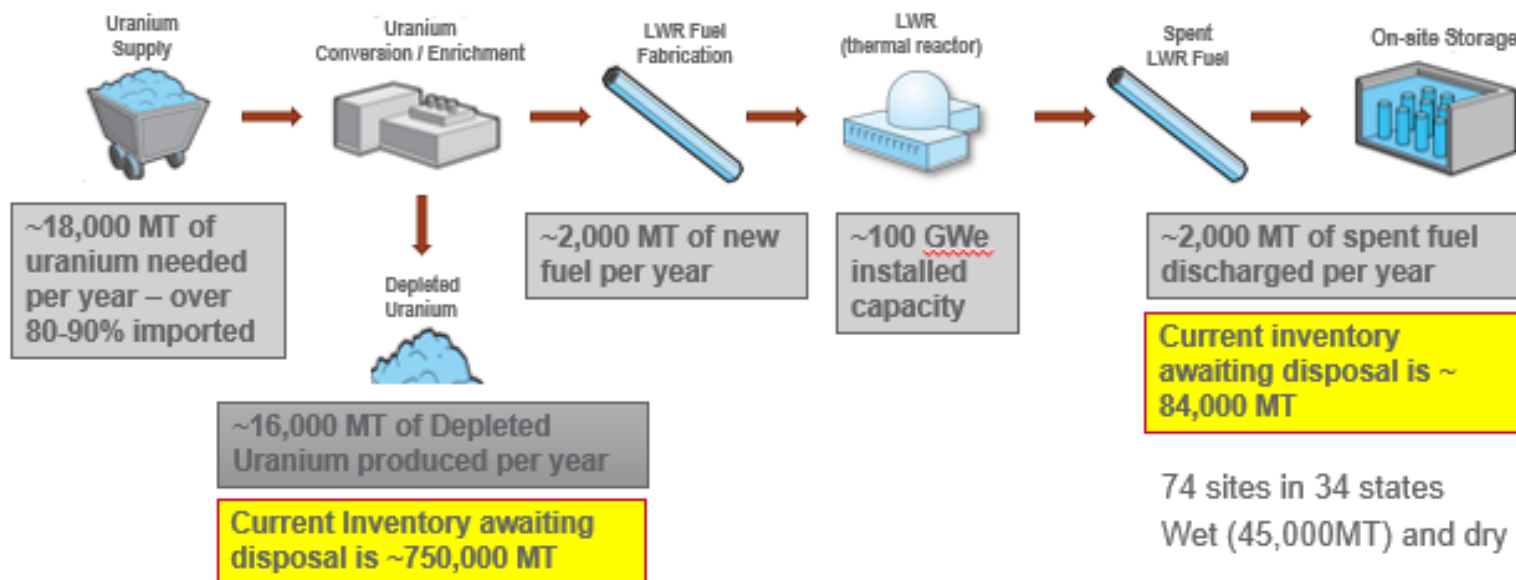 Uranium
Supply
Uranium
Conversion / Enrichment
LWR Fuel
Fabrication
LWR
(thermal reactor)
Spent
LWR Fuel
On-site Storage
~18,000 MT of
uranium needed
per year – over
80-90% imported
Depleted
Uranium
~2,000 MT of new
fuel per year
~100 GWe
installed
capacity
~2,000 MT of spent fuel
discharged per year
Current inventory
awaiting disposal is ~
84,000 MT
~16,000 MT of Depleted
Uranium produced per year
Current Inventory awaiting
disposal is ~750,000 MT
74 sites in 34 states
Wet (45,000MT) and dry